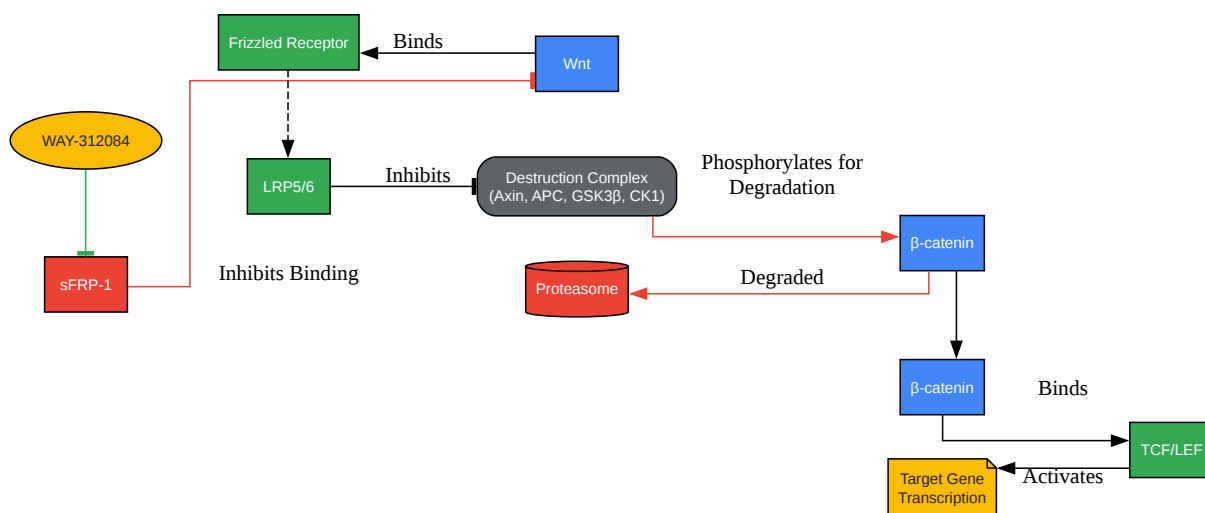 Frizzled Receptor
Binds
Wnt
WAY-312084
LRP5/6
Inhibits
Destruction Complex
(Axin, APC, GSK3β, CK1)
Phosphorylates for
Degradation
β-catenin
sFRP-1
Inhibits Binding
Proteasome
Degraded
β-catenin
Binds
TCF/LEF
Activates
Target Gene
Transcription